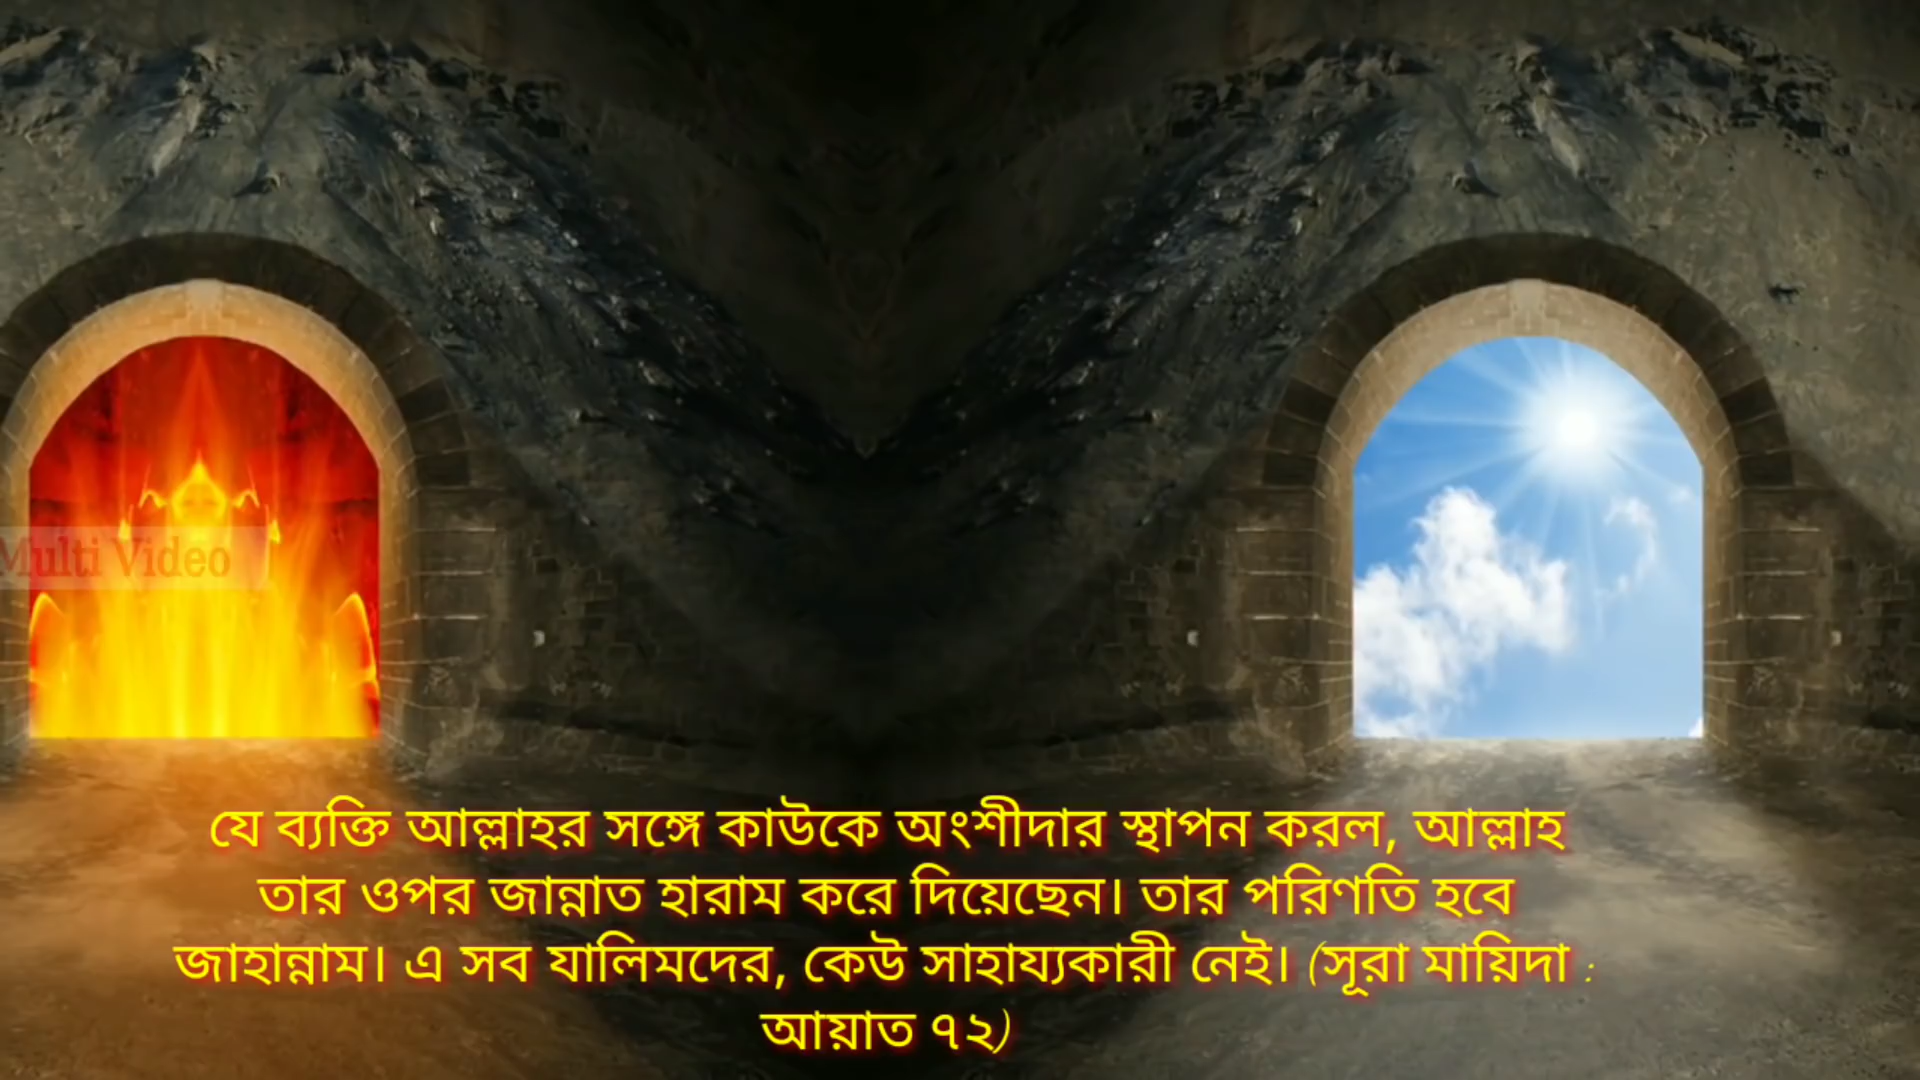 Multi Video
যে ব্যক্তি আল্লাহর সঙ্গে কাউকে অংশীদার স্থাপন করল, আল্লাহ
তার ওপর জান্নাত হারাম করে দিয়েছেন। তার পরিণতি হবে
জাহান্নাম। এ সব যালিমদের, কেউ সাহায্যকারী নেই। (সূরা মায়িদা :
আয়াত ৭২)